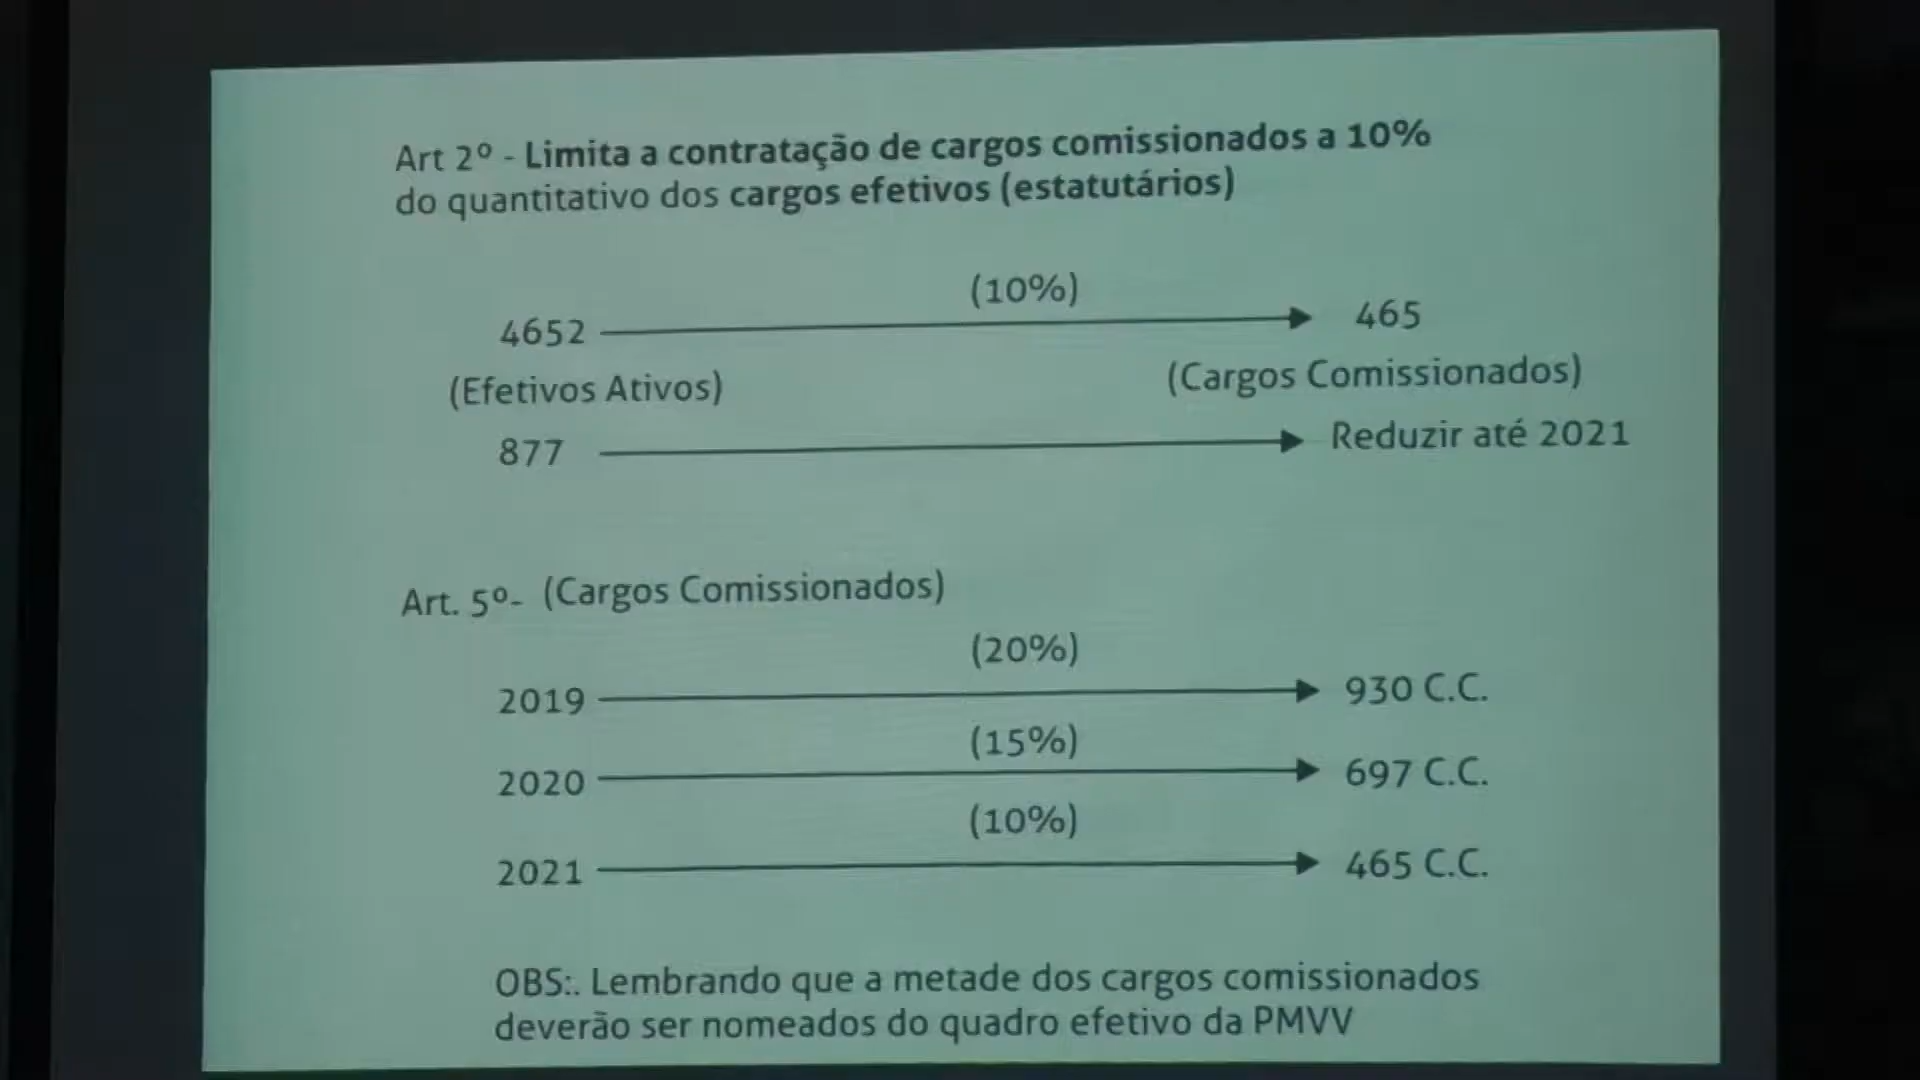 Art 2º - Limita a contratação de cargos comissionados a 10%
do quantitativo dos cargos efetivos (estatutários)
(10%)
4652 465
(Efetivos Ativos) (Cargos Comissionados)
877 Reduzir até 2021
Art. 5º- (Cargos Comissionados)
(20%)
2019 930 C.C.
(15%)
2020 697 C.C.
(10%)
2021 465 C.C.
OBS:. Lembrando que a metade dos cargos comissionados
deverão ser nomeados do quadro efetivo da PMVV